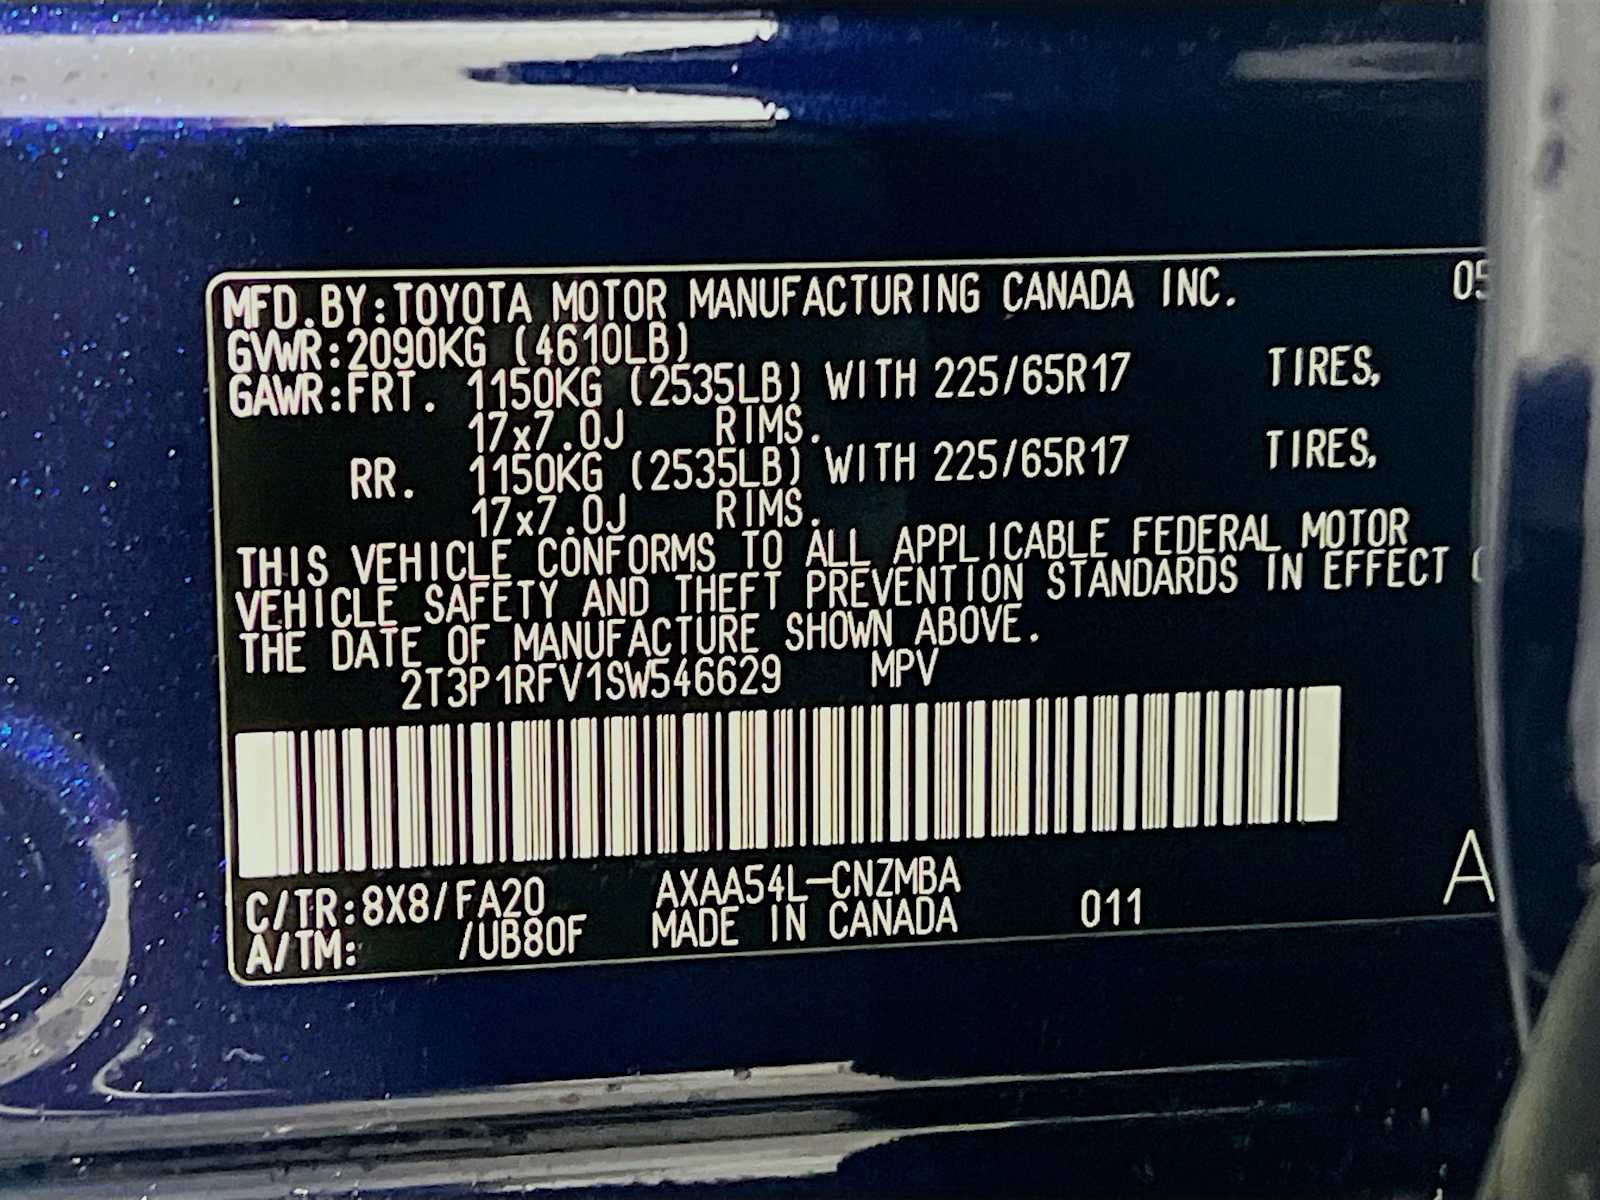 MFD.BY:TOYOTA MOTOR MANUFACTURING CANADA INC. 05
GVWR:2090KG (4610LB)
GAWR:FRT. 1150KG (2535LB) WITH 225/65R17 TIRES,
17x7.0J RIMS.
RR. 1150KG (2535LB) WITH 225/65R17 TIRES,
17x7.0J RIMS.
THIS VEHICLE CONFORMS TO ALL APPLICABLE FEDERAL MOTOR
VEHICLE SAFETY AND THEFT PREVENTION STANDARDS IN EFFECT
THE DATE OF MANUFACTURE SHOWN ABOVE.
2T3P1RFV1SW546629 MPV
C/TR:8X8/FA20 AXAA54L-CNZMBA
A/TM: /UB80F MADE IN CANADA 011 A